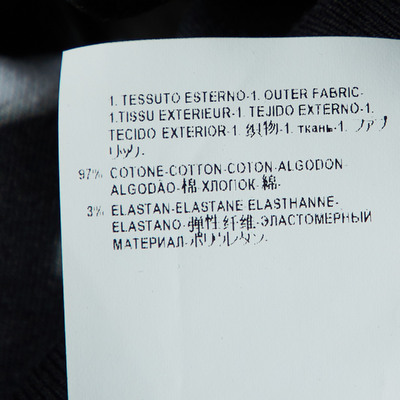 1. TESSUTO ESTERNO-1. OUTER FABRIC-
1.TISSU EXTERIEUR-1. TEJIDO EXTERNO-1.
TECIDO EXTERIOR-1. 织物-1. ткань-1. ファブ
リック.
97% COTONE-COTTON-COTON-ALGODON-
ALGODÃO-棉-ХЛОПОК-綿.
3% ELASTAN-ELASTANE ELASTHANNE-
ELASTANO-弹性纤维-ЭЛАСТОМЕРНЫЙ
МАТЕРИАЛ-ポリウレタン.